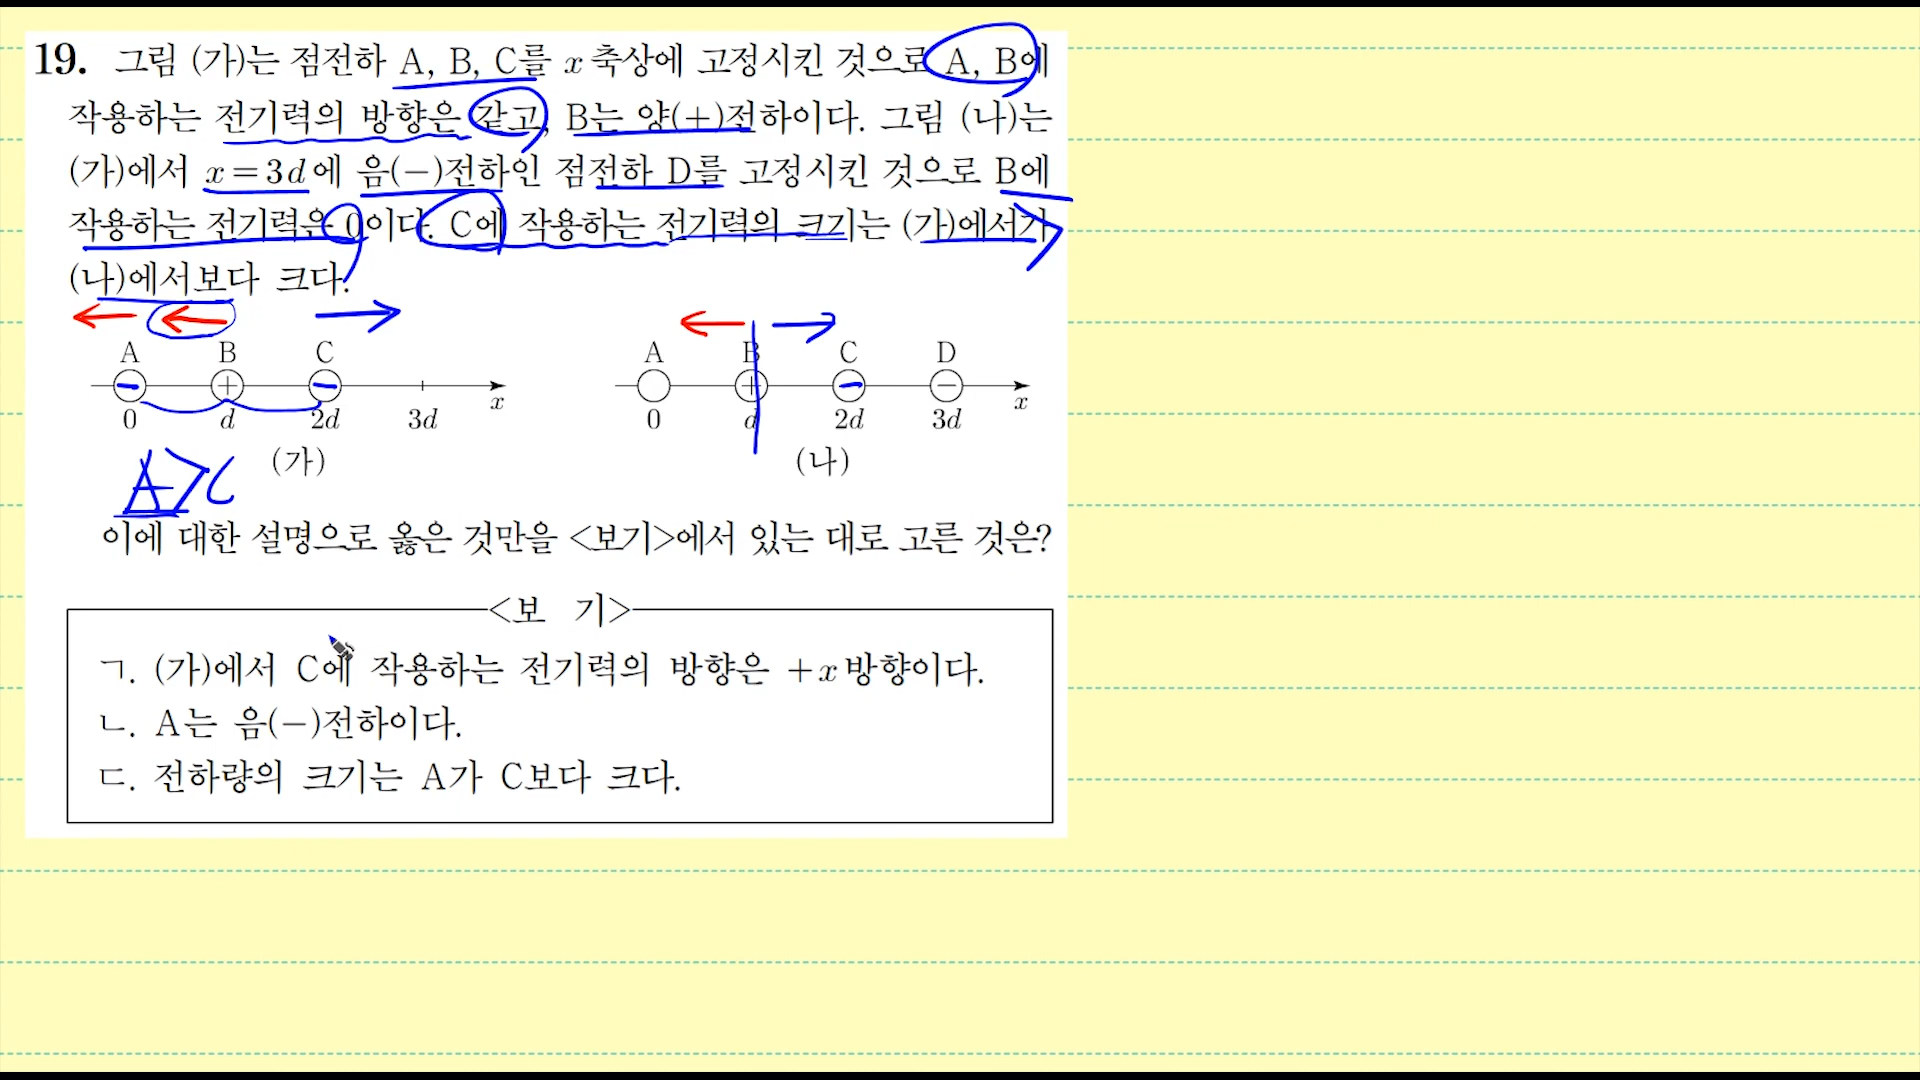 19. 그림 (가)는 점전하 A, B, C를 x축상에 고정시킨 것으로 A, B에
작용하는 전기력의 방향은 같고, B는 양(+)전하이다. 그림 (나)는
(가)에서 x=3d에 음(-)전하인 점전하 D를 고정시킨 것으로 B에
작용하는 전기력은 0이다. C에 작용하는 전기력의 크기는 (가)에서가
(나)에서보다 크다.
A B C
+
0 d 2d 3d x
(가)
A B C D
+ -
0 d 2d 3d x
(나)
A>C
이에 대한 설명으로 옳은 것만을 <보기>에서 있는 대로 고른 것은?
<보 기>
ㄱ. (가)에서 C에 작용하는 전기력의 방향은 +x방향이다.
ㄴ. A는 음(-)전하이다.
ㄷ. 전하량의 크기는 A가 C보다 크다.